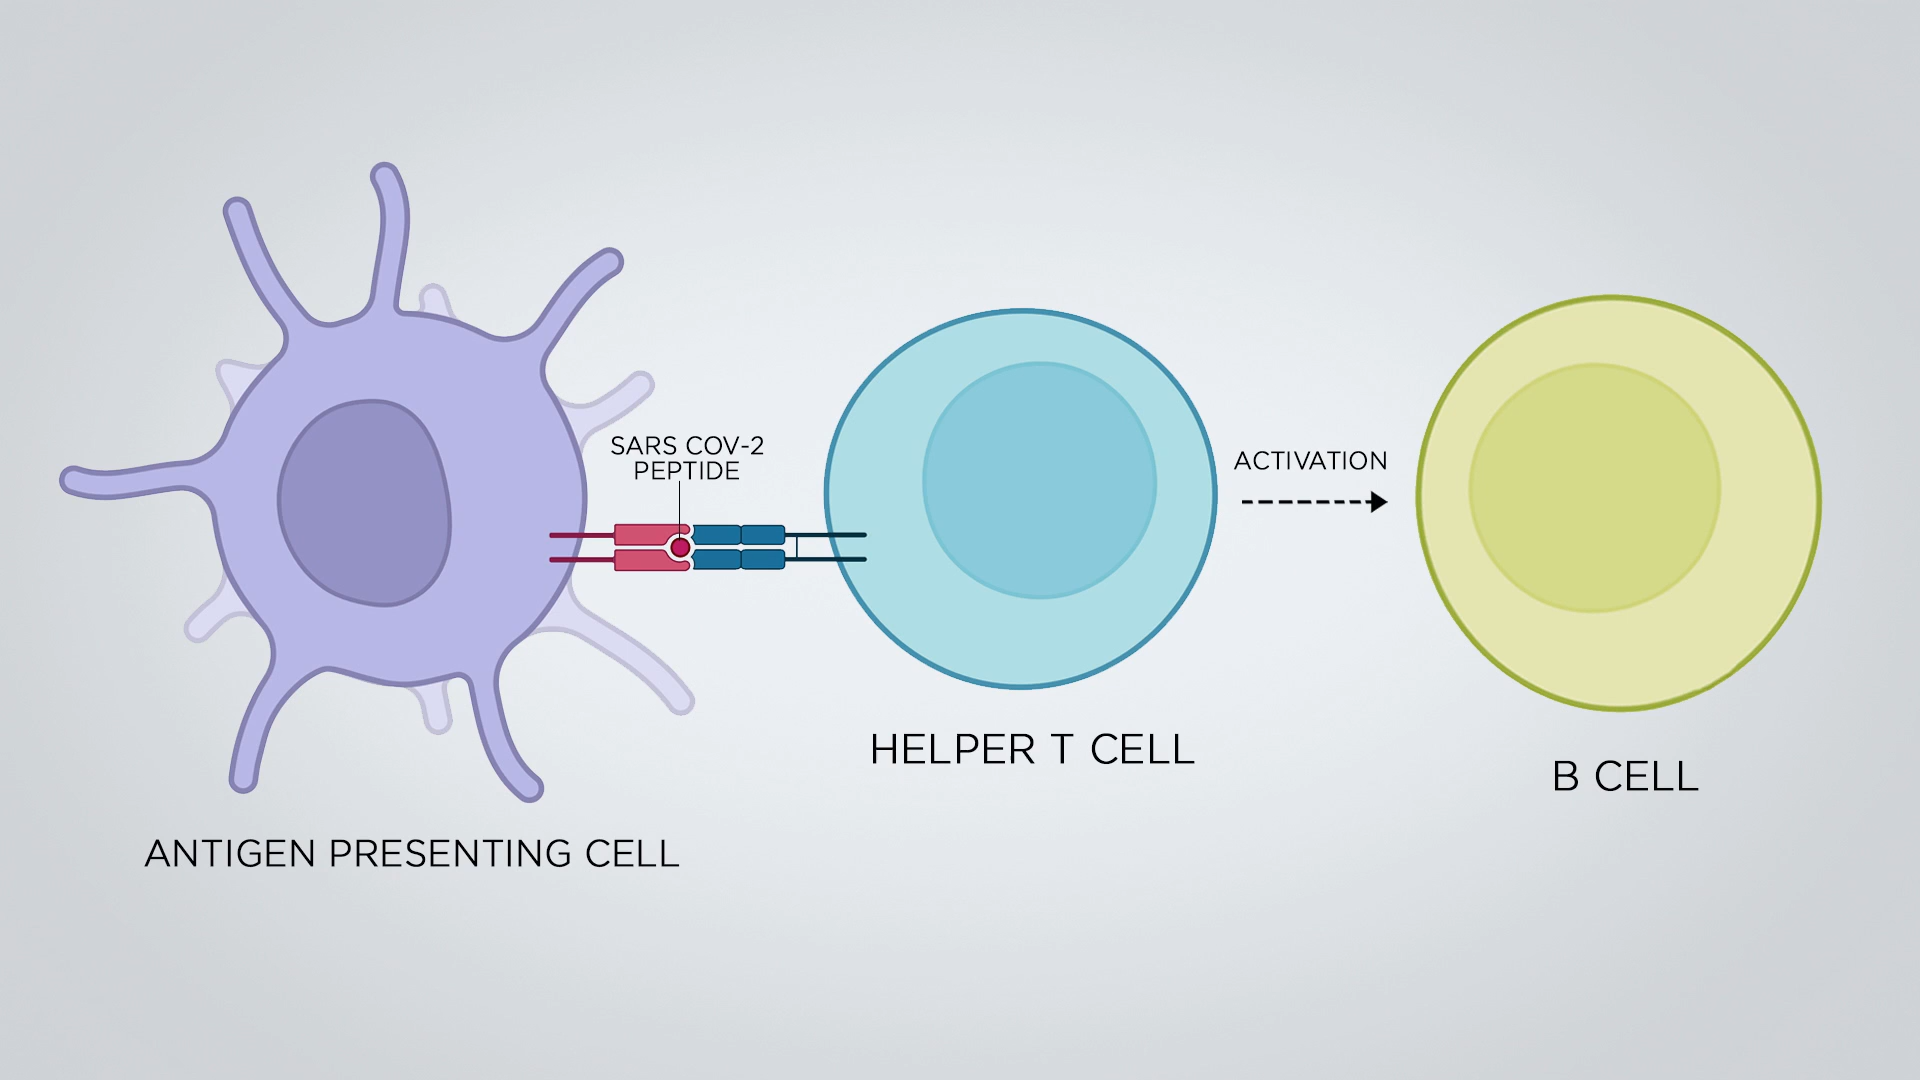 SARS COV-2
PEPTIDE
ACTIVATION
HELPER T CELL
B CELL
ANTIGEN PRESENTING CELL